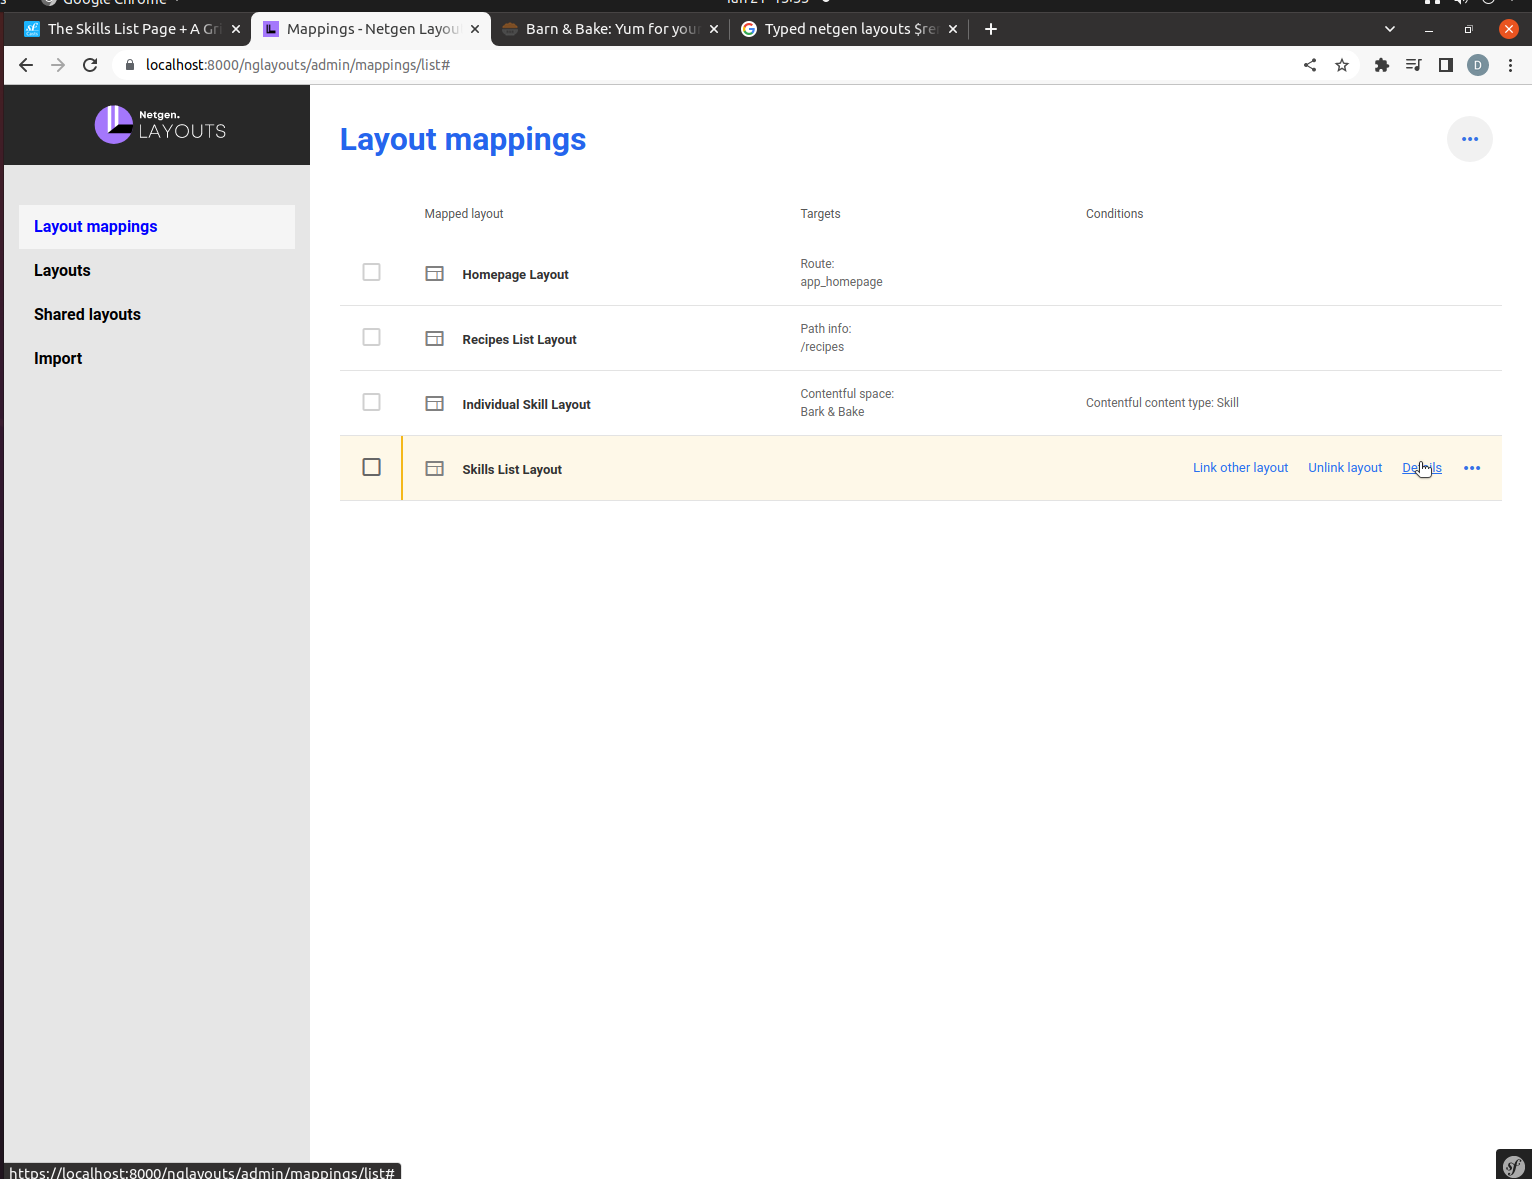 Google Chrome
The Skills List Page + A Gri
Mappings - Netgen Layou
Barn & Bake: Yum for you
Typed netgen layouts $re
localhost:8000/nglayouts/admin/mappings/list#
D
Netgen.
LAYOUTS
Layout mappings
Layouts
Shared layouts
Import
Layout mappings
Mapped layout Targets Conditions
Homepage Layout
Route:
app_homepage
Recipes List Layout
Path info:
/recipes
Individual Skill Layout
Contentful space:
Bark & Bake
Contentful content type: Skill
Skills List Layout
Link other layout Unlink layout Details
https://localhost:8000/nglayouts/admin/mappings/list#
sf